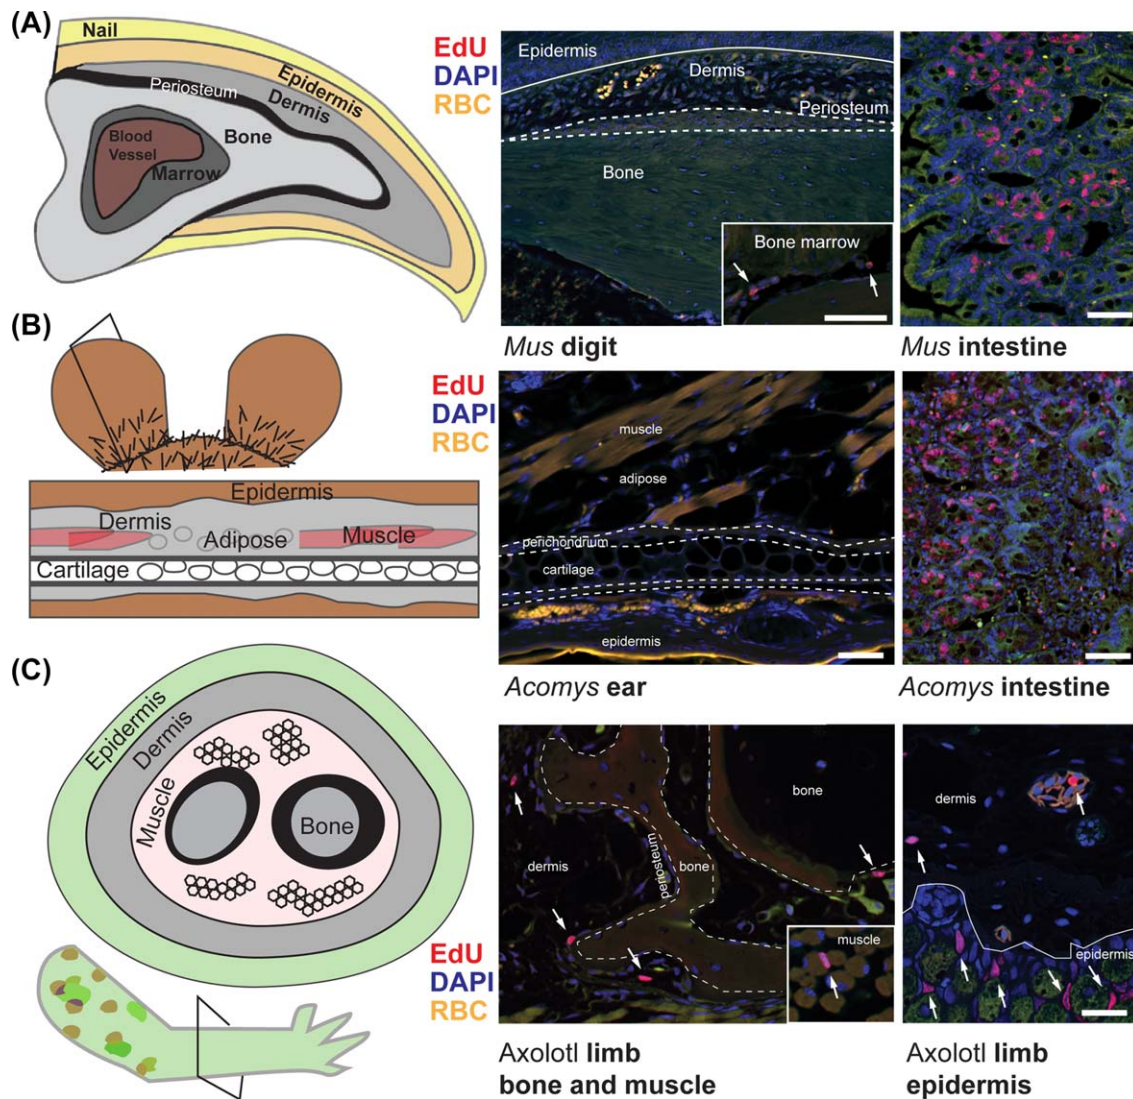 (A)
Nail
Epidermis
Dermis
Periosteum
Bone
Blood
Vessel
Marrow
EdU
DAPI
RBC
Epidermis
Dermis
Periosteum
Bone
Bone marrow
Mus digit
Mus intestine
(B)
Epidermis
Dermis
Adipose
Muscle
Cartilage
EdU
DAPI
RBC
muscle
adipose
perichondrium
cartilage
epidermis
Acomys ear
Acomys intestine
(C)
Epidermis
Dermis
Muscle
Bone
EdU
DAPI
RBC
bone
dermis
periosteum
bone
muscle
dermis
epidermis
Axolotl limb
bone and muscle
Axolotl limb
epidermis